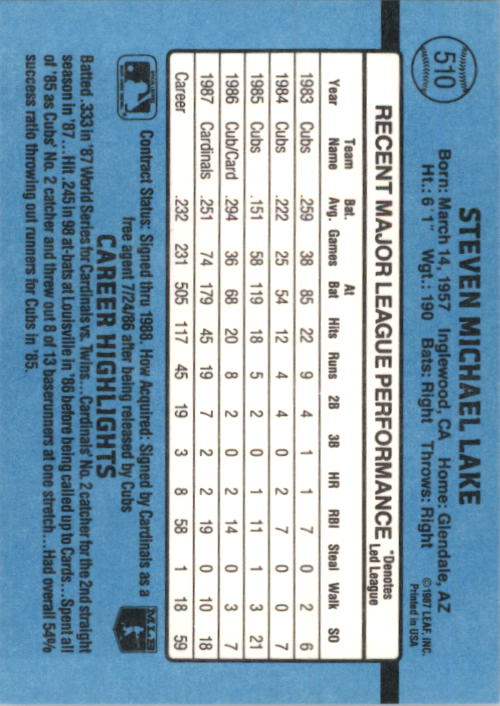 510
STEVEN MICHAEL LAKE
Born: March 14, 1957 Inglewood, CA Home: Glendale, AZ
Ht.: 6'1" Wgt.: 190 Bats: Right Throws: Right
©1987 LEAF, INC.
Printed in USA
RECENT MAJOR LEAGUE PERFORMANCE *Denotes Led League
Year Team Name Bat. Avg. Games At Bat Hits Runs 2B 3B HR RBI Steal Walk SO
1983 Cubs .259 38 85 22 9 4 1 1 7 0 2 6
1984 Cubs .222 25 54 12 4 4 0 2 7 0 0 7
1985 Cubs .151 58 119 18 5 2 0 1 11 1 3 21
1986 Cub/Card .294 36 68 20 8 2 0 2 14 0 3 7
1987 Cardinals .251 74 179 45 19 7 2 2 19 0 10 18
Career .232 231 505 117 45 19 3 8 58 1 18 59
Contract Status: Signed thru 1988. How Acquired: Signed by Cardinals as a
free agent 7/24/86 after being released by Cubs
MLB
CAREER HIGHLIGHTS
Batted .333 in '87 World Series for Cardinals vs. Twins...Cardinals' No. 2 catcher for the 2nd straight
season in '87...Hit .245 in 98 at-bats at Louisville in '86 before being called up to Cards...Spent all
of '85 as Cubs' No. 2 catcher and threw out 8 of 13 baserunners at one stretch...Had overall 54%
success ratio throwing out runners for Cubs in '85.